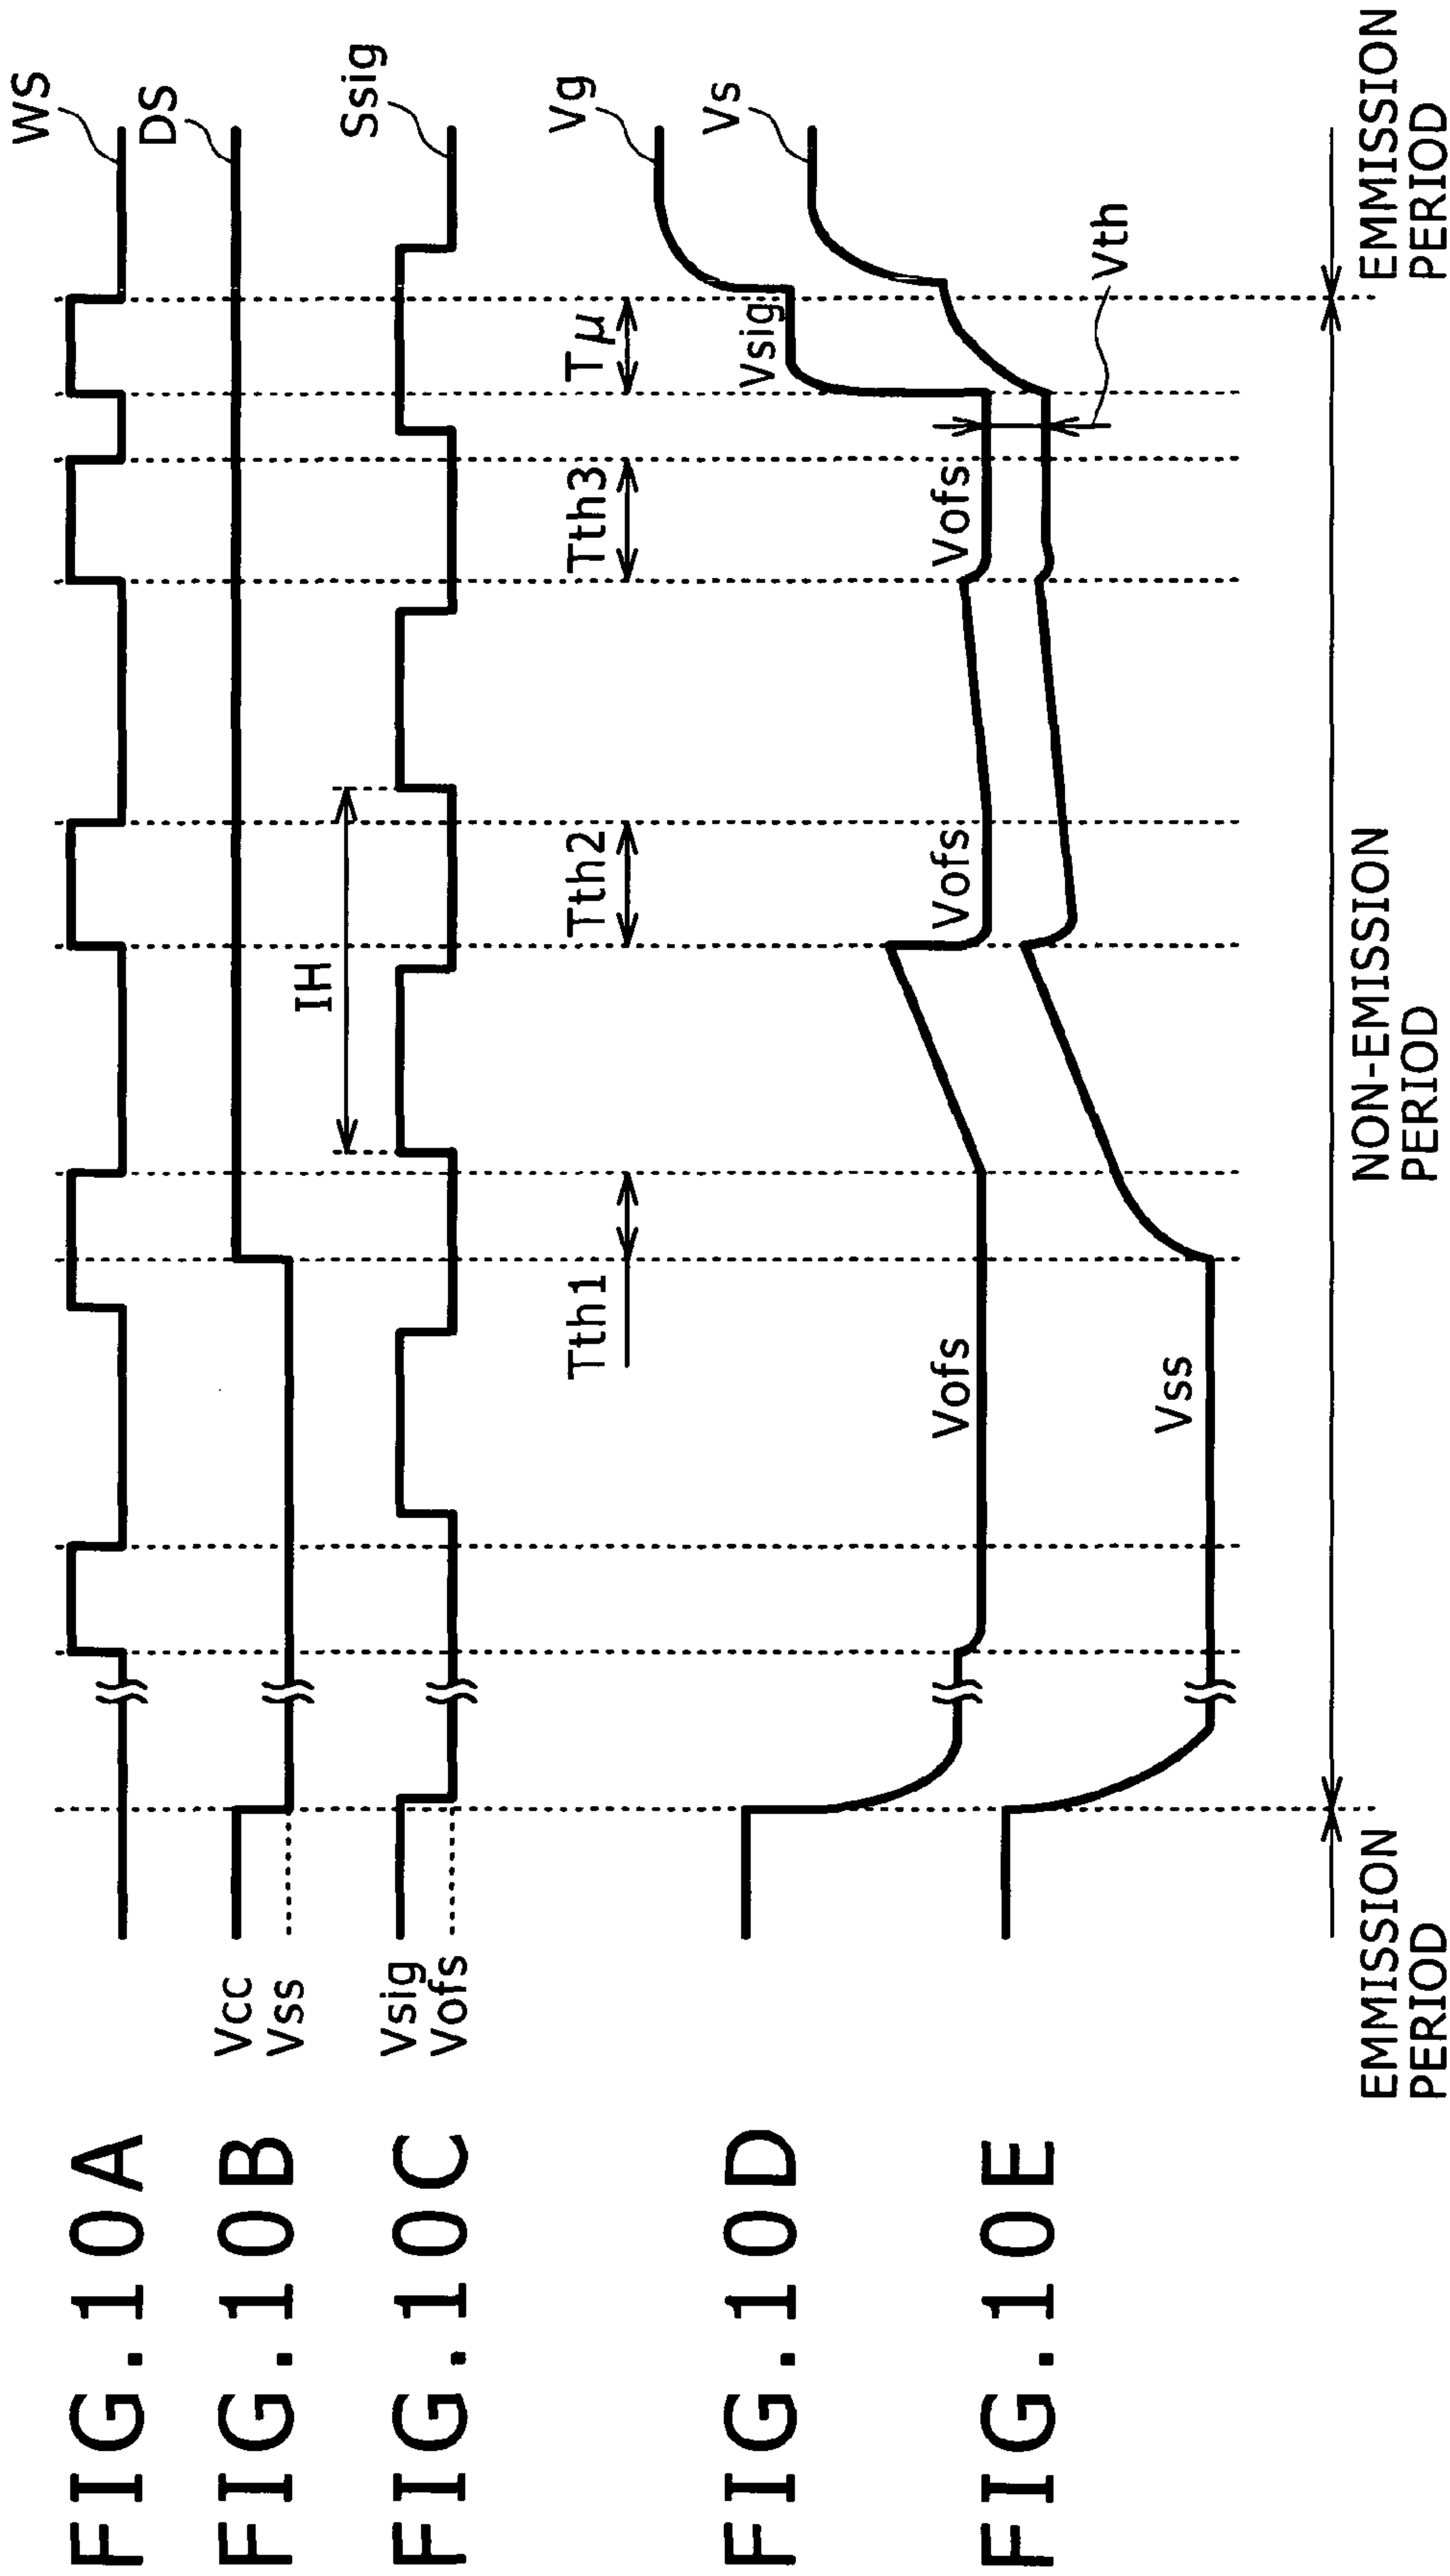 FIG.10A
WS
FIG.10B
Vcc
Vss
DS
FIG.10C
Vsig
Vofs
IH
Ssig
Tth1
Tth2
Tth3
Tμ
FIG.10D
Vofs
Vofs
Vofs
Vsig
Vg
FIG.10E
Vss
Vth
Vs
EMMISSION
PERIOD
NON-EMISSION
PERIOD
EMMISSION
PERIOD